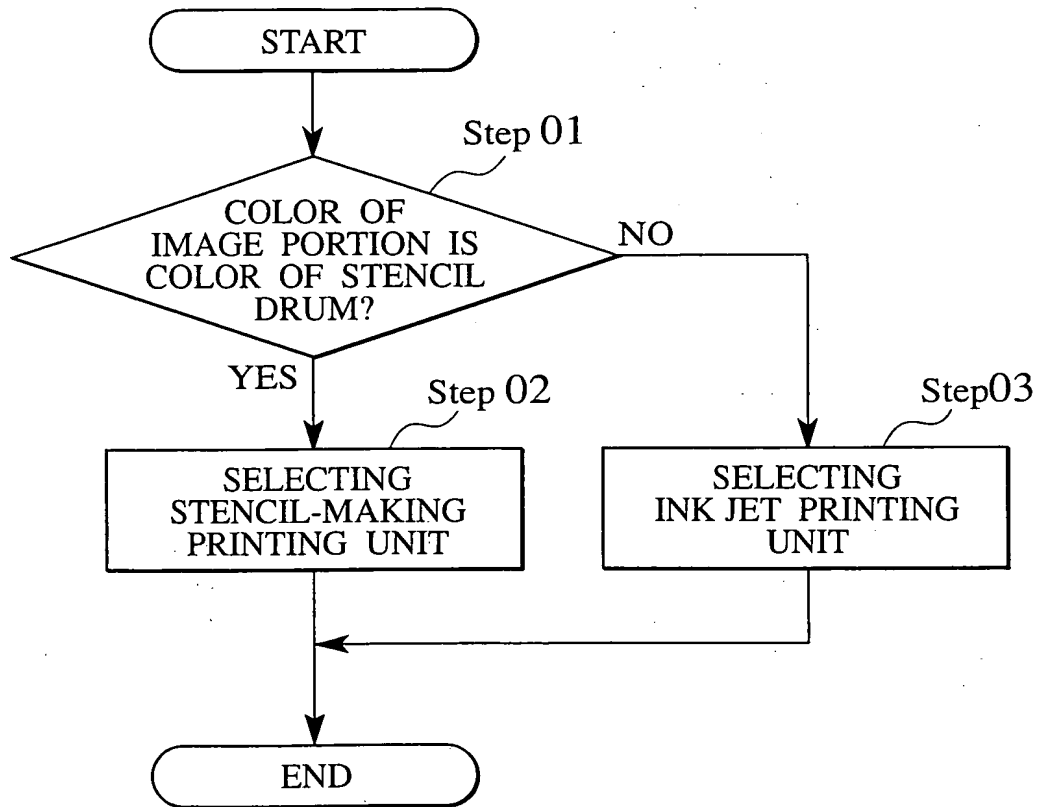 START
Step 01
COLOR OF
IMAGE PORTION IS
COLOR OF STENCIL
DRUM?
NO
YES
Step 02
SELECTING
STENCIL-MAKING
PRINTING UNIT
Step03
SELECTING
INK JET PRINTING
UNIT
END